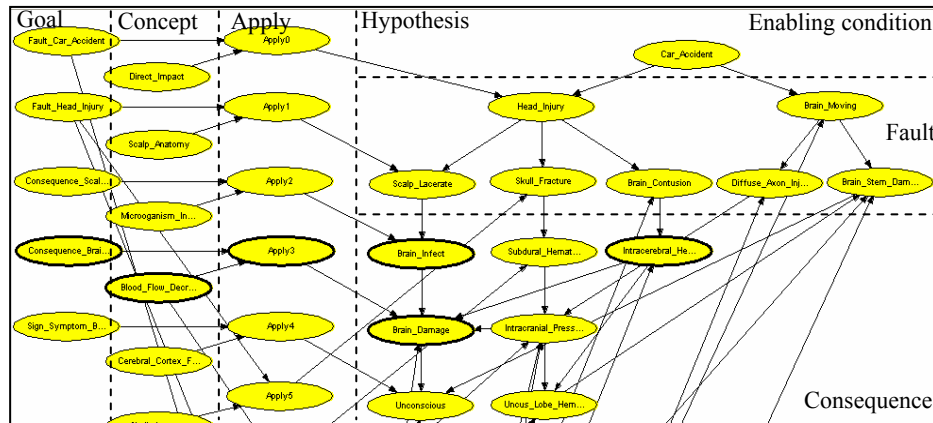 Goal Concept Apply Hypothesis Enabling condition
Fault_Car_Accident Apply0 Car_Accident
Direct_Impact
Fault_Head_Injury Apply1 Head_Injury Brain_Moving
Fault
Scalp_Anatomy
Consequence_Scal... Apply2 Scalp_Lacerate Skull_Fracture Brain_Contusion Diffuse_Axon_Inj... Brain_Stem_Dam...
Microoganism_In...
Consequence_Brai... Apply3 Brain_Infect Subdural_Hemat... Intracerebral_He...
Blood_Flow_Decr...
Sign_Symptom_B... Apply4 Brain_Damage Intracranial_Press...
Cerebral_Cortex_F...
Apply5 Unconscious Uncus_Lobe_Hern... Consequence